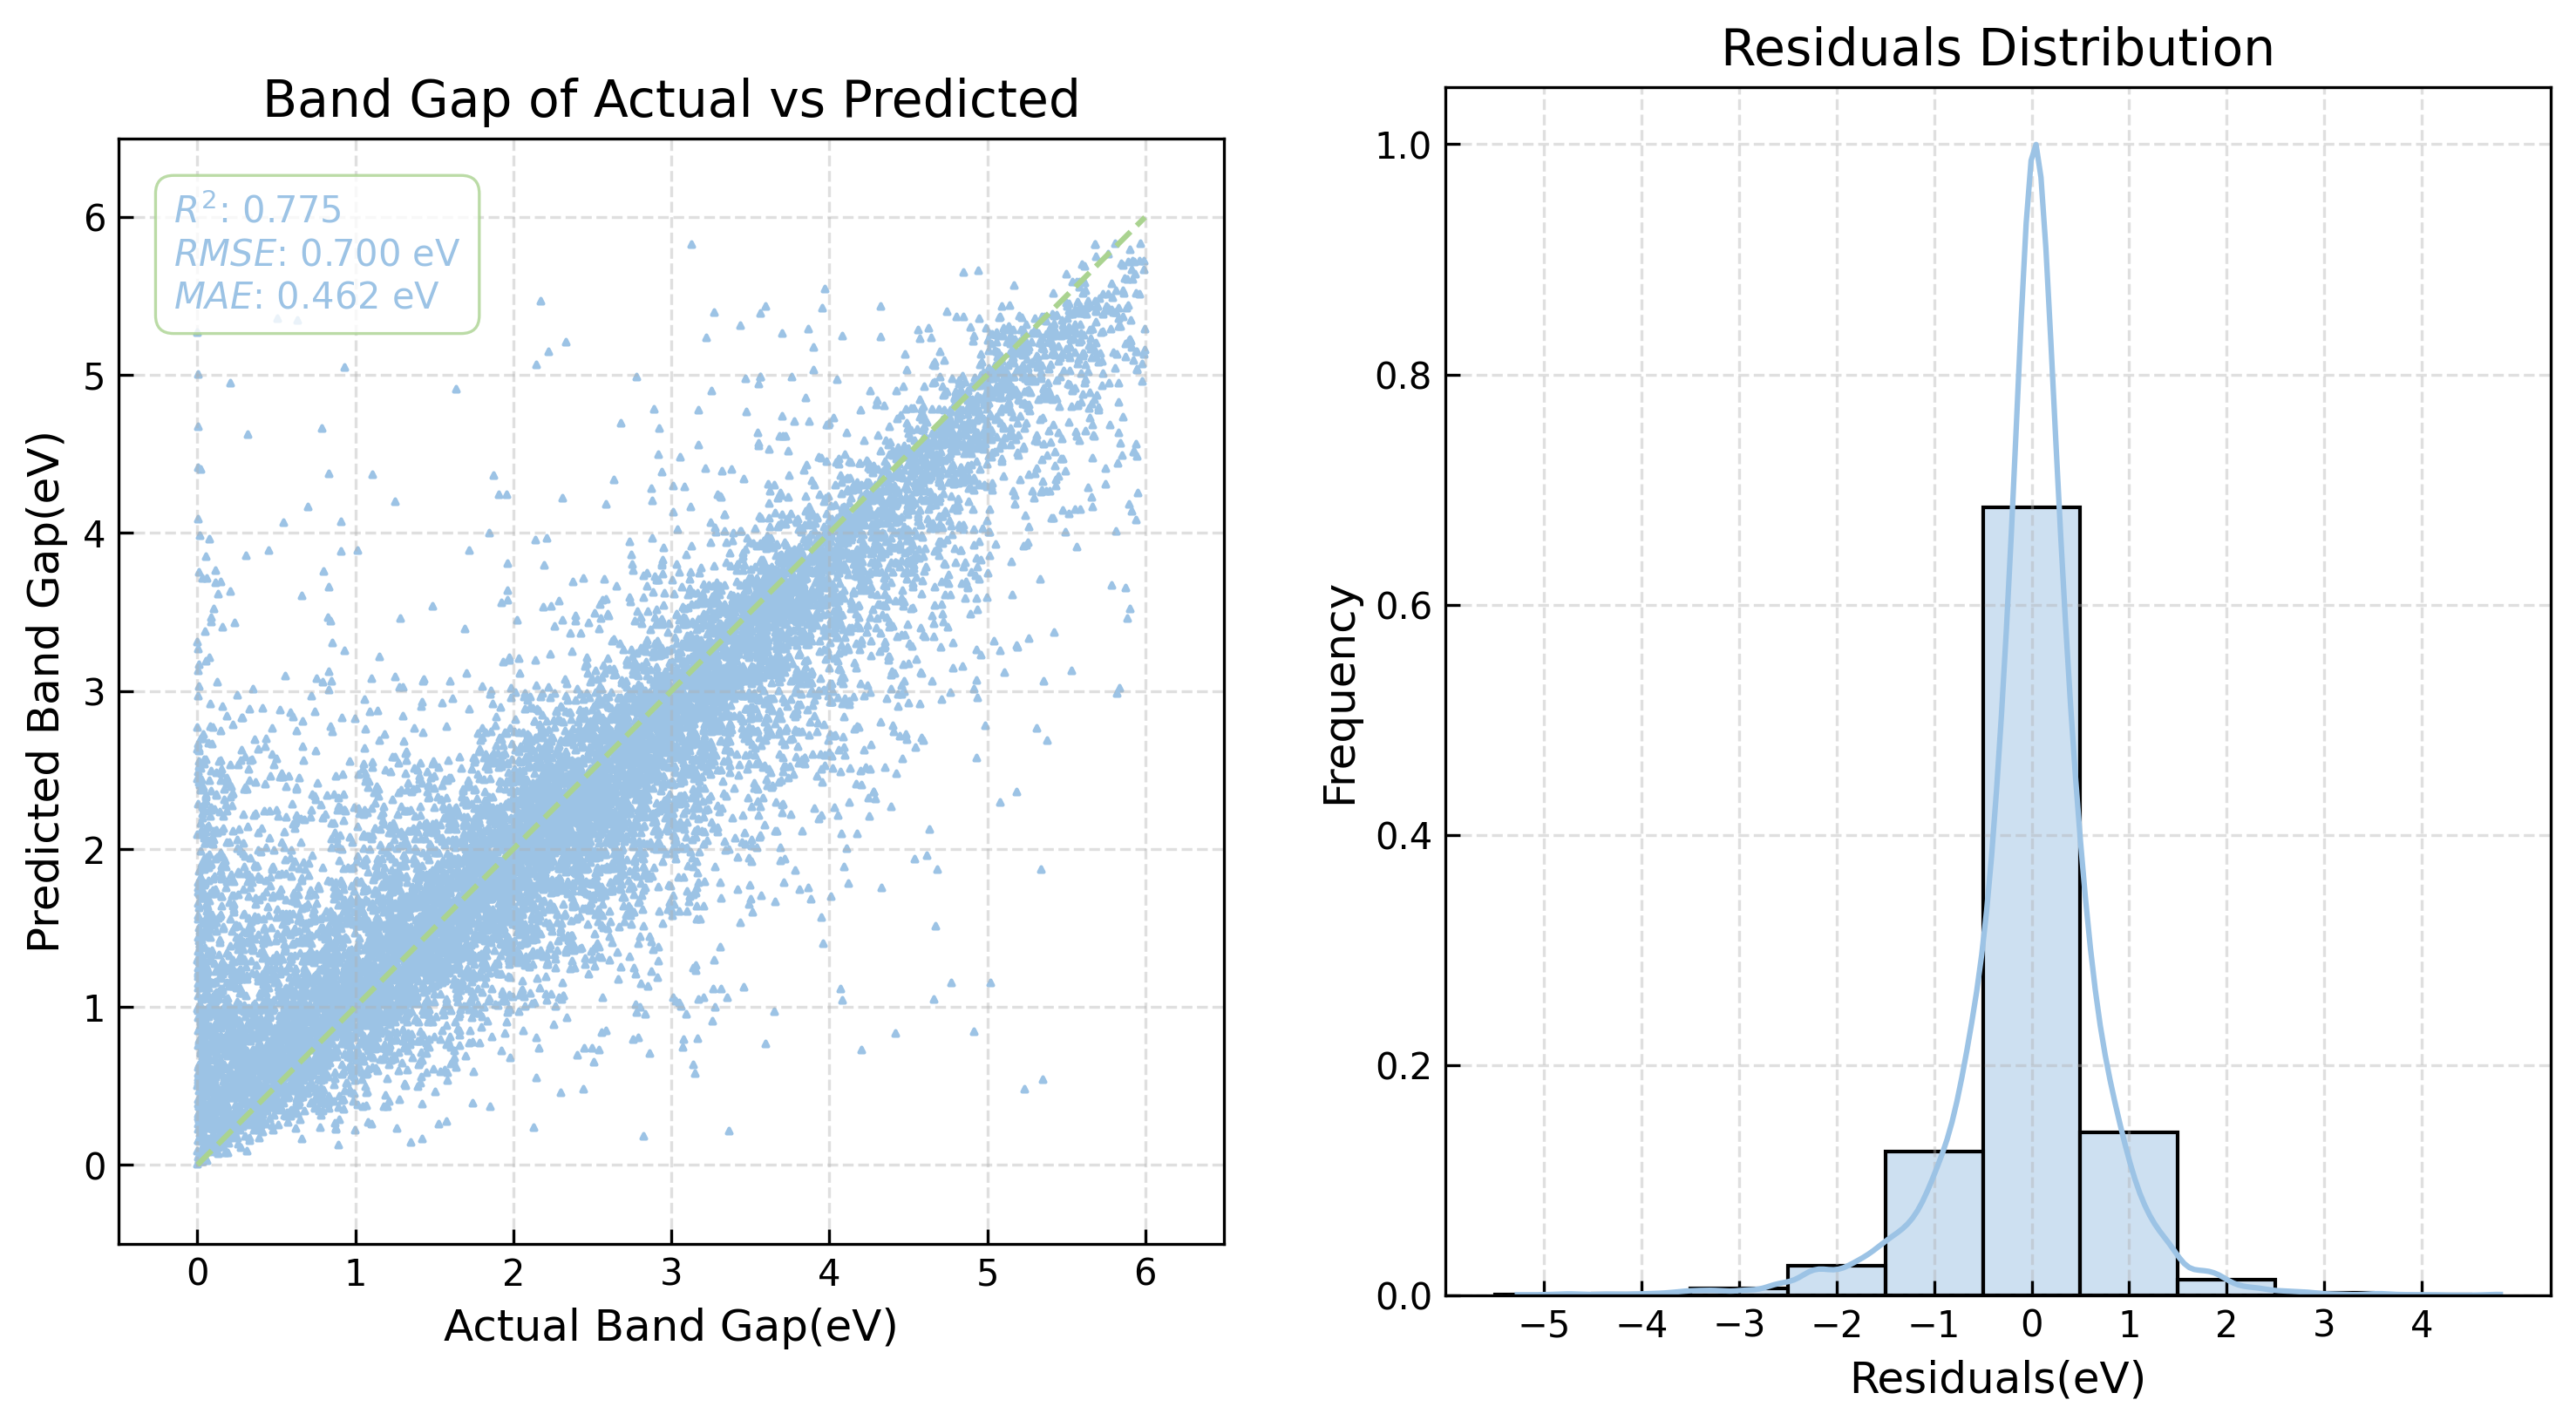 Band Gap of Actual vs Predicted
R²: 0.775
RMSE: 0.700 eV
MAE: 0.462 eV
6
5
4
3
2
1
0
Predicted Band Gap(eV)
0 1 2 3 4 5 6
Actual Band Gap(eV)
Residuals Distribution
1.0
0.8
0.6
0.4
0.2
0.0
Frequency
−5 −4 −3 −2 −1 0 1 2 3 4
Residuals(eV)